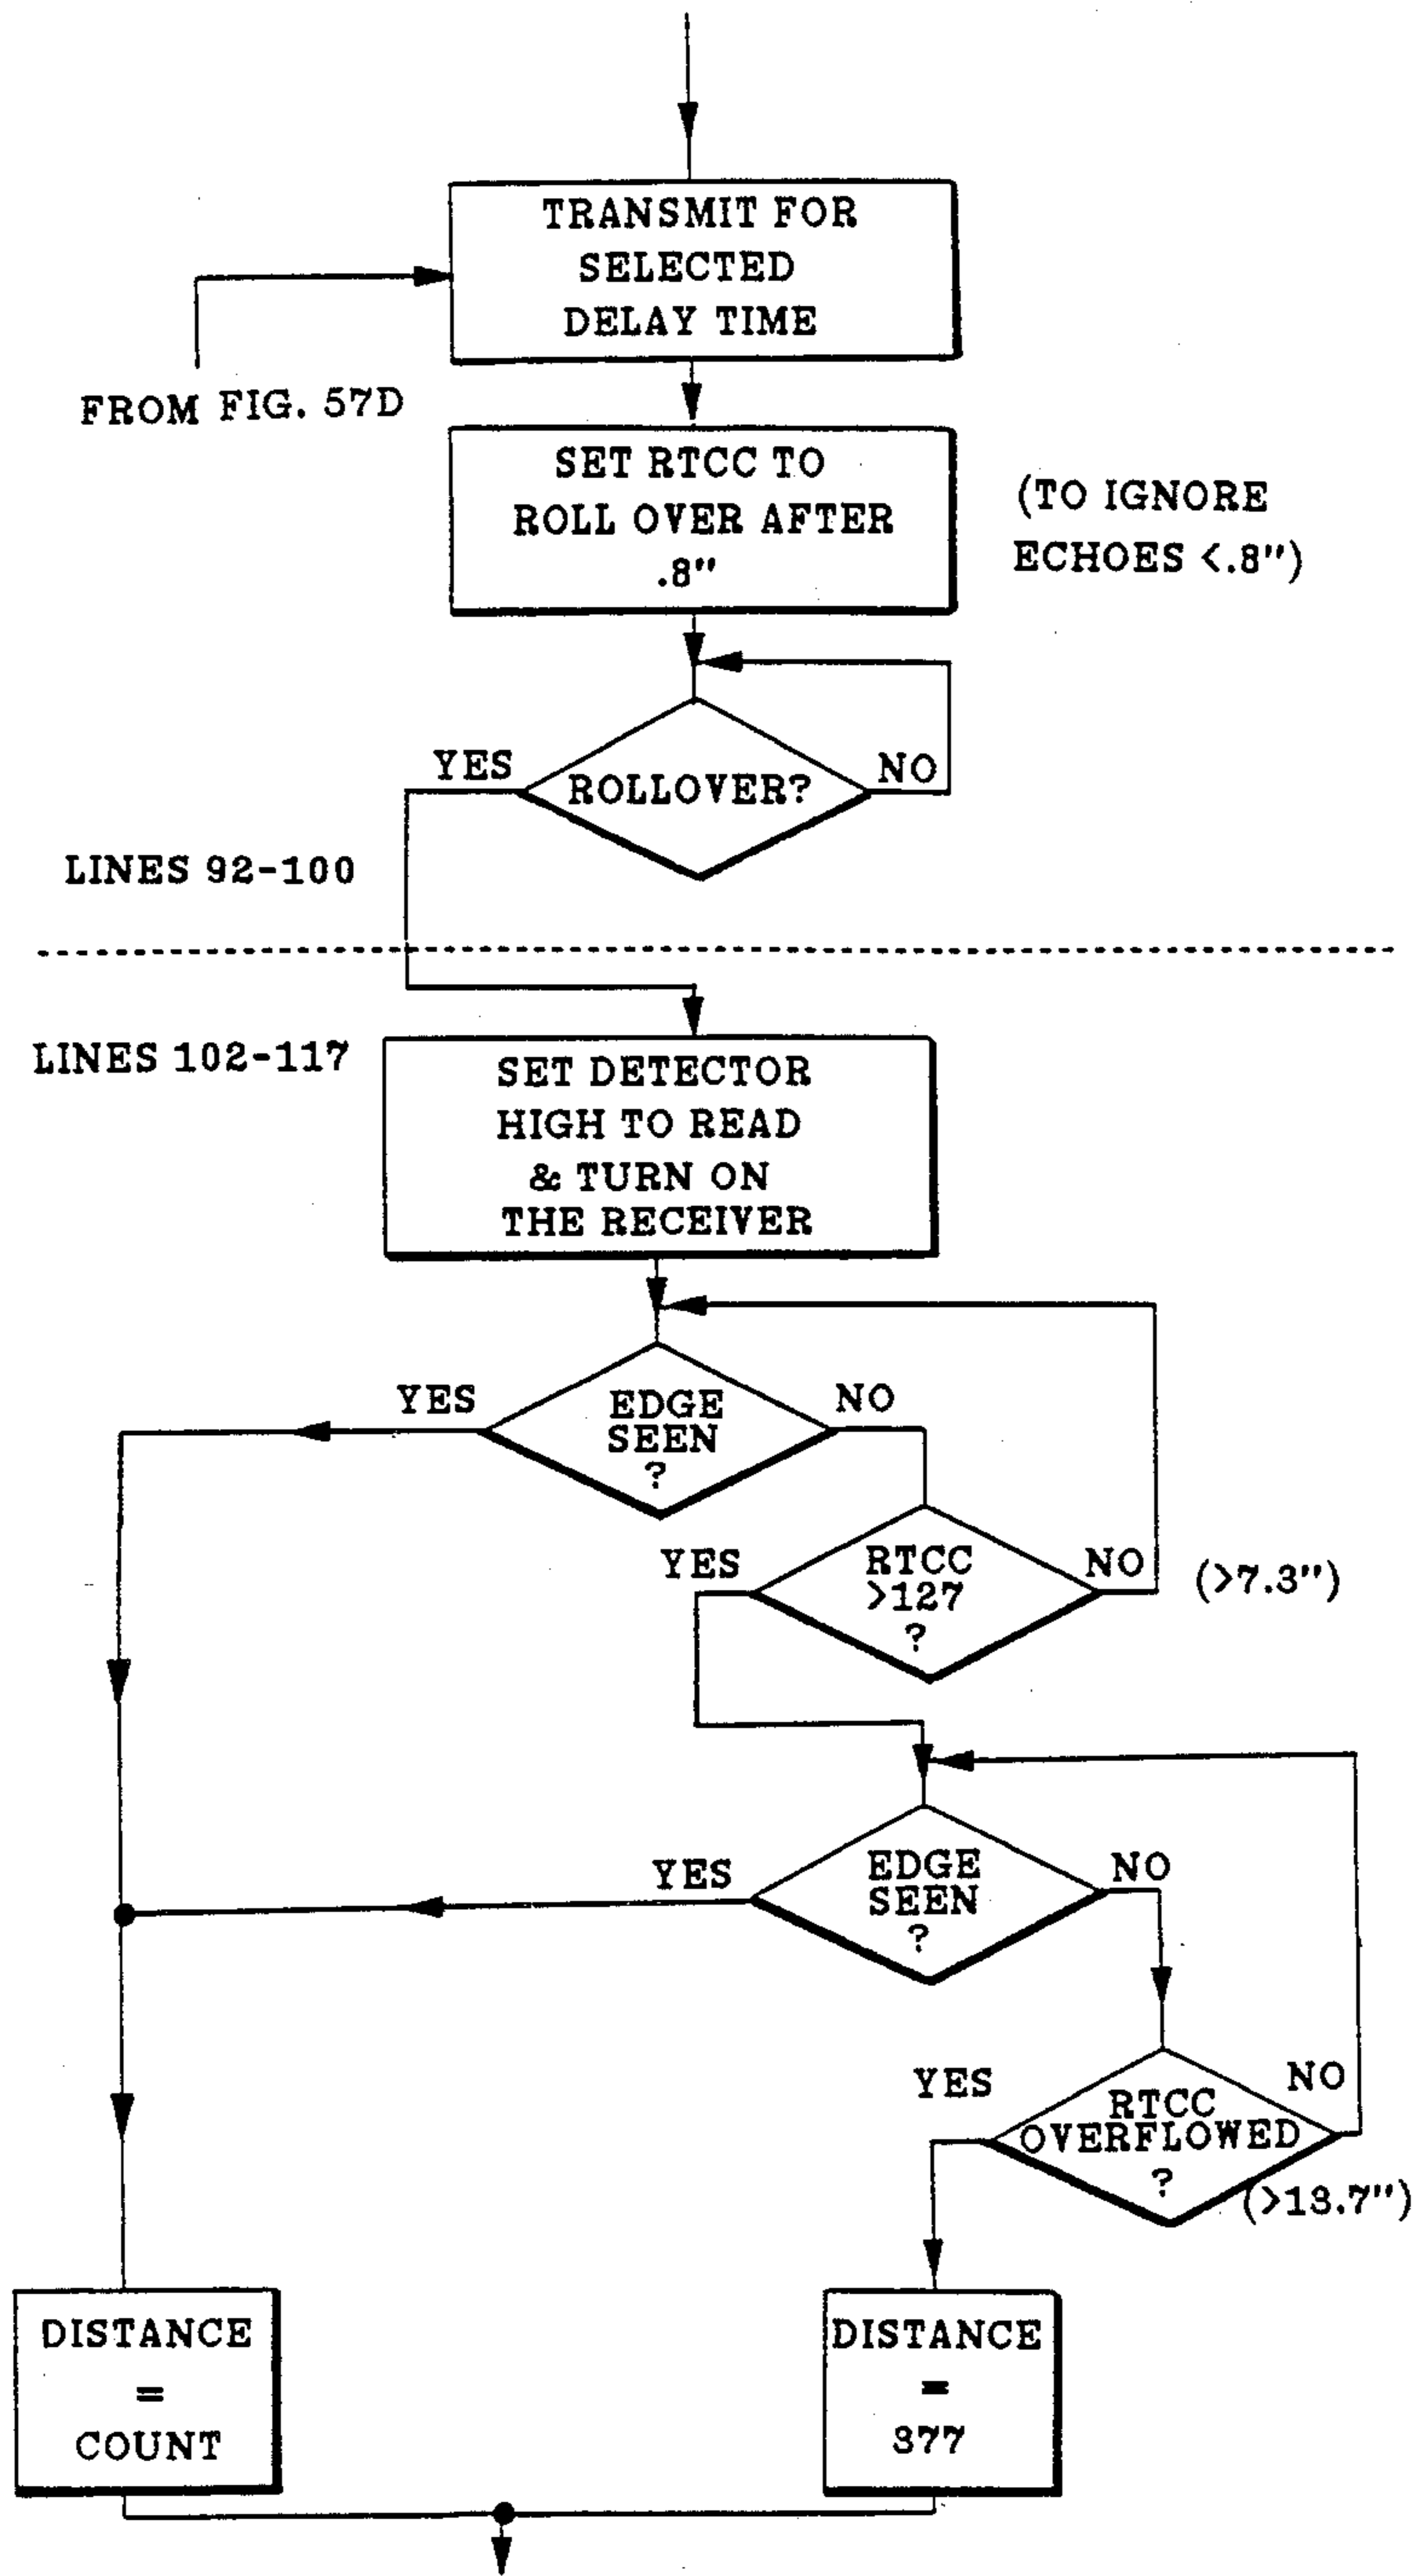 TRANSMIT FOR
SELECTED
DELAY TIME
FROM FIG. 57D
SET RTCC TO
ROLL OVER AFTER
.8"
(TO IGNORE
ECHOES <.8")
YES
ROLLOVER?
NO
LINES 92-100
LINES 102-117
SET DETECTOR
HIGH TO READ
& TURN ON
THE RECEIVER
YES
EDGE
SEEN
?
NO
YES
RTCC
>127
?
NO
(>7.3")
YES
EDGE
SEEN
?
NO
YES
RTCC
OVERFLOWED
?
NO
(>13.7")
DISTANCE
=
COUNT
DISTANCE
=
377